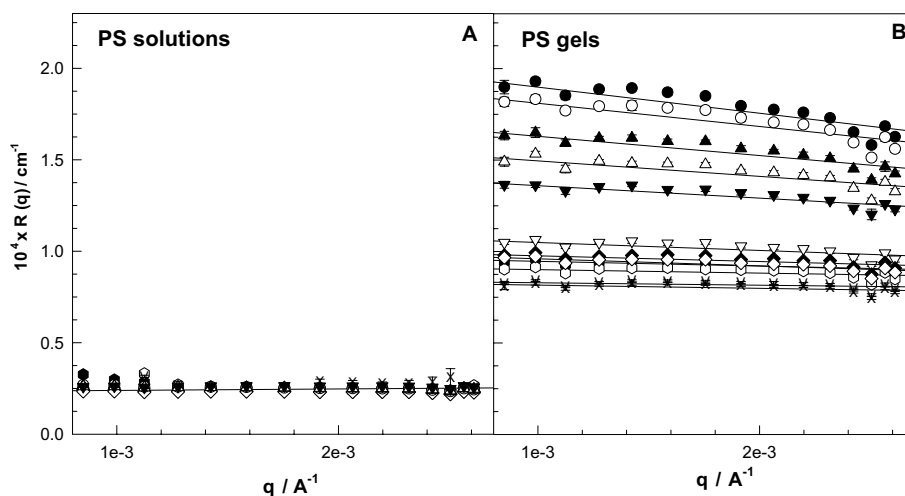 PS solutions
A
PS gels
B
2.0
1.5
1.0
0.5
0.0
10⁴ x R (q) / cm⁻¹
1e-3
2e-3
1e-3
2e-3
q / A⁻¹
q / A⁻¹